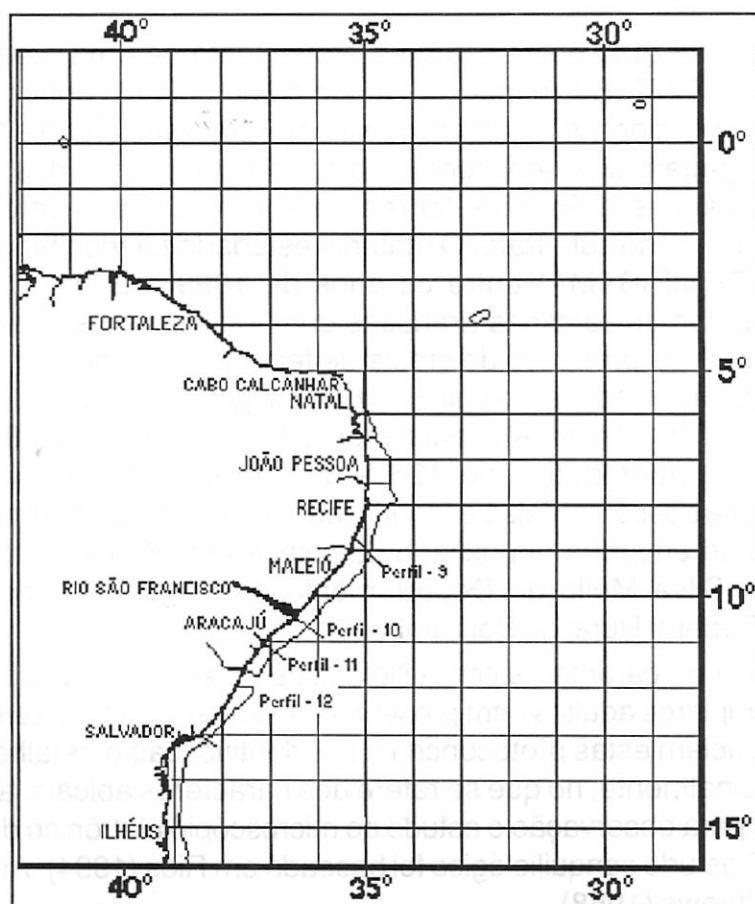 40° 35° 30°
0°
FORTALEZA
5°
CABO CALCANHAR
NATAL
JOÃO PESSOA
RECIFE
MACEIÓ
Perfil - 9
RIO SÃO FRANCISCO
10°
ARACAJÚ
Perfil - 10
Perfil - 11
Perfil - 12
SALVADOR
ILHÉUS
15°
40° 35° 30°